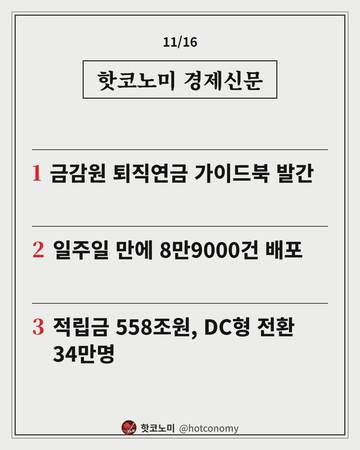 11/16
핫코노미 경제신문
1 금감원 퇴직연금 가이드북 발간
2 일주일 만에 8만9000건 배포
3 적립금 558조원, DC형 전환
34만명
핫코노미 @hotconomy